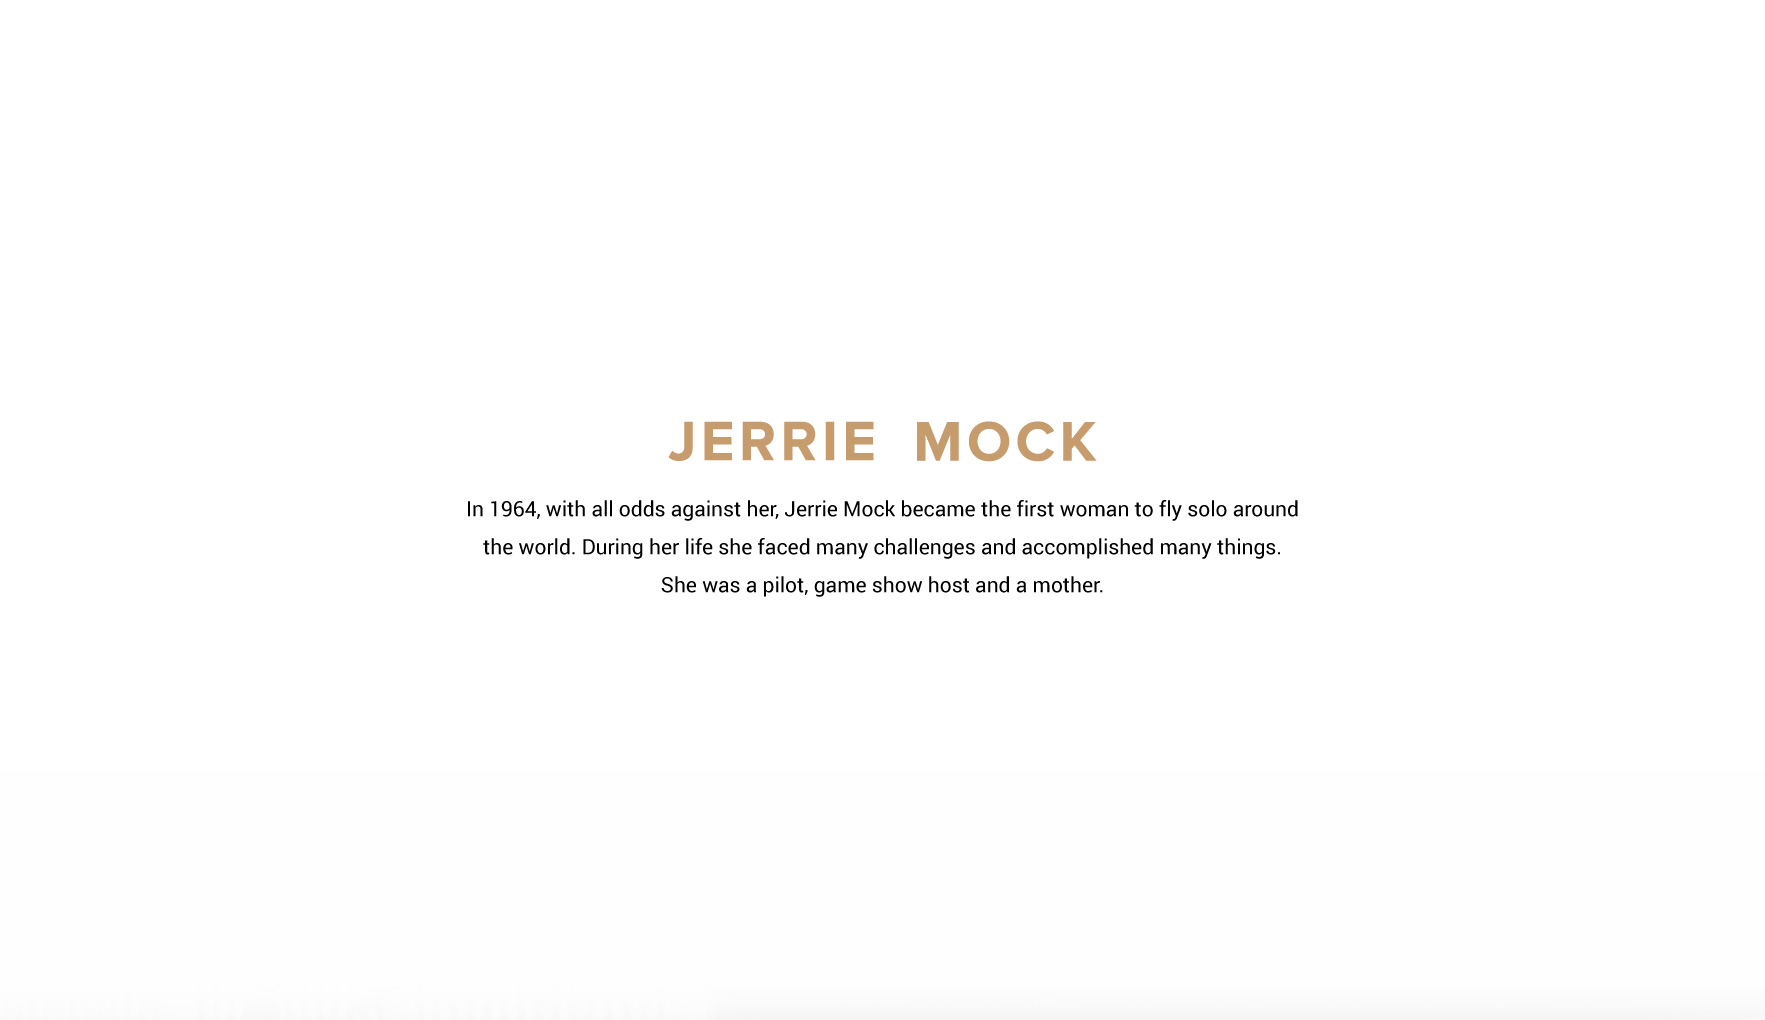 JERRIE MOCK
In 1964, with all odds against her, Jerrie Mock became the first woman to fly solo around
the world. During her life she faced many challenges and accomplished many things.
She was a pilot, game show host and a mother.